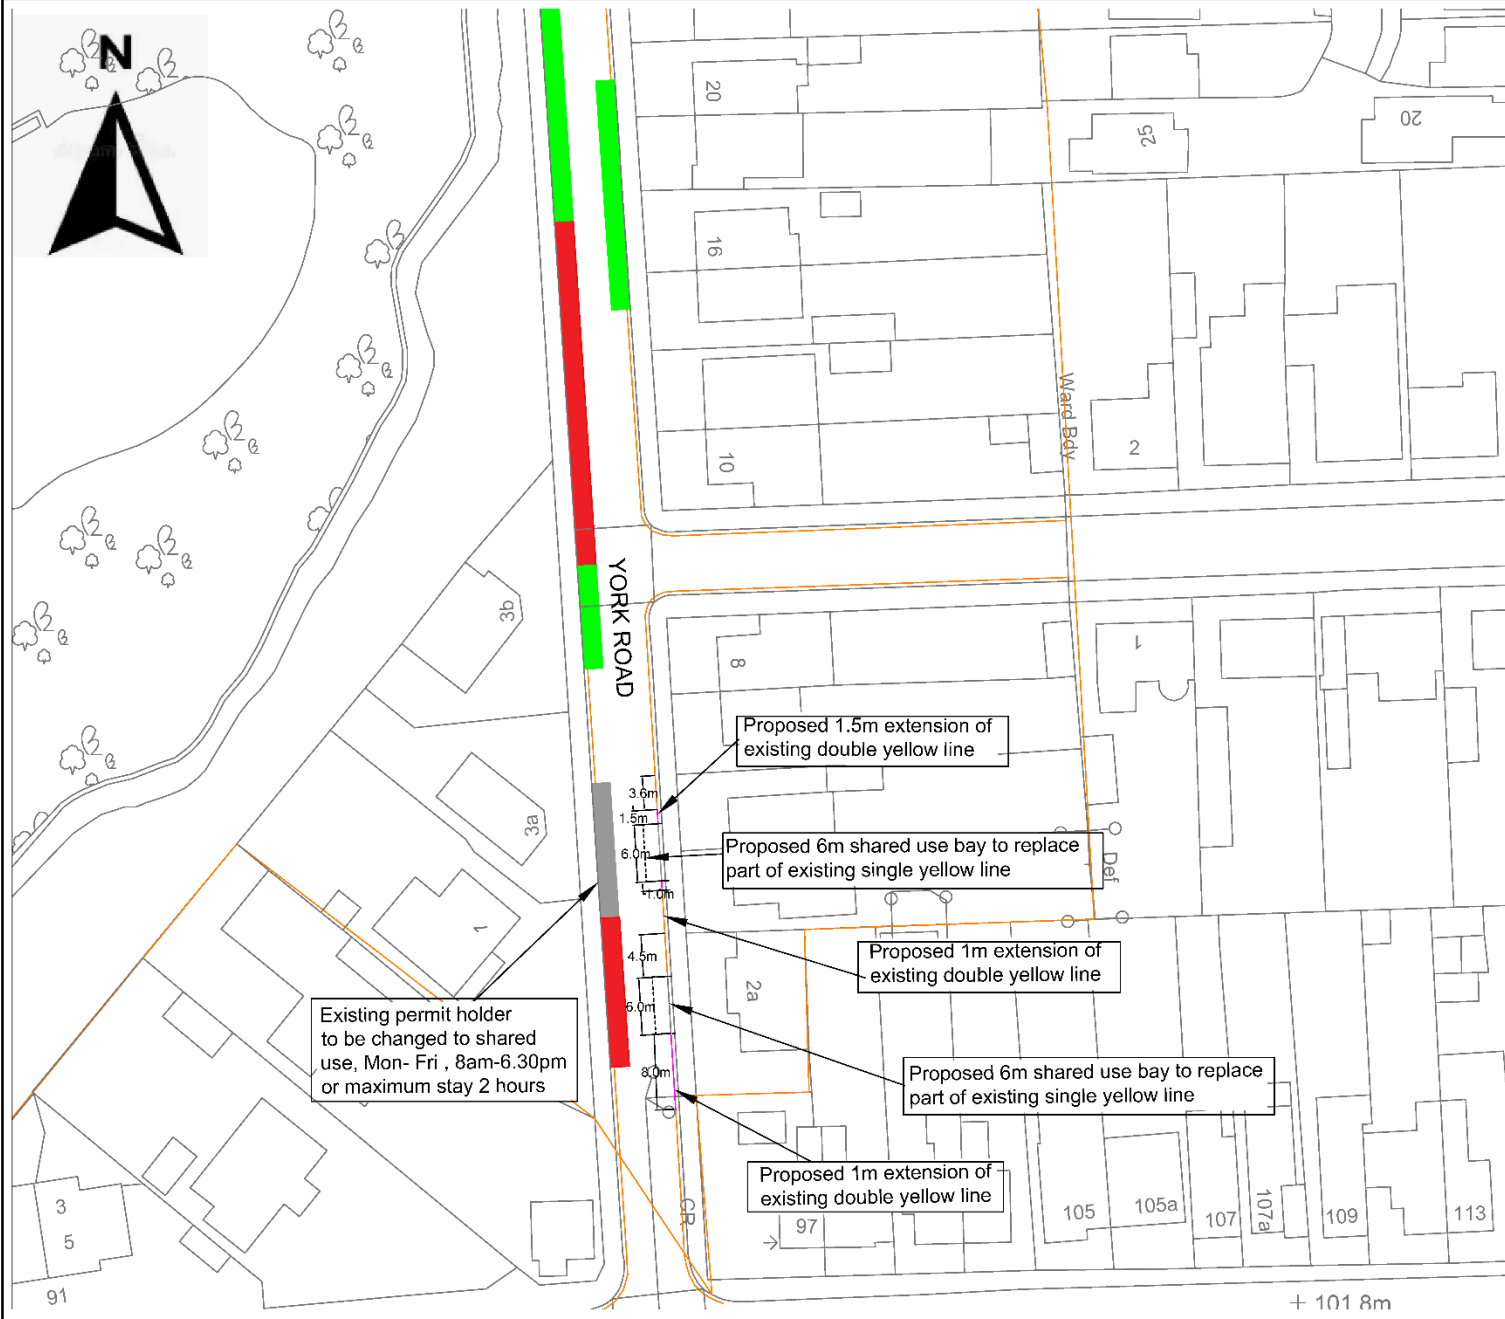 N
20
25
20
16
Ward Bdy
10
2
YORK ROAD
3b
8
1
Proposed 1.5m extension of
existing double yellow line
3.6m
1.5m
3a
6.0m
Proposed 6m shared use bay to replace
part of existing single yellow line
Def
1.0m
1
4.5m
Proposed 1m extension of
existing double yellow line
2a
6.0m
Existing permit holder
to be changed to shared
use, Mon- Fri , 8am-6.30pm
or maximum stay 2 hours
8.0m
Proposed 6m shared use bay to replace
part of existing single yellow line
Proposed 1m extension of
existing double yellow line
3
5
CR
97
105
105a
107
107a
109
113
91
+ 101.8m